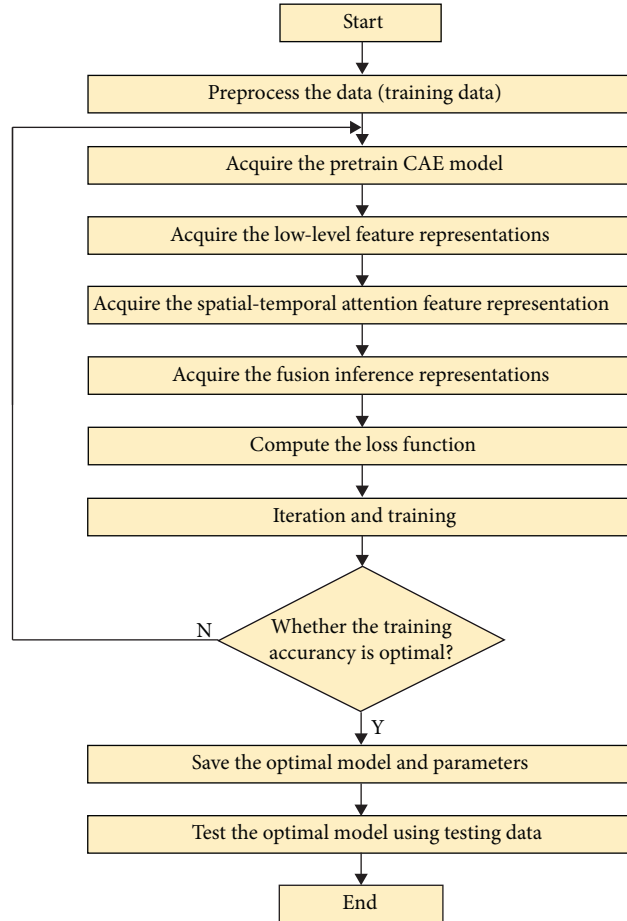 Start
Preprocess the data (training data)
Acquire the pretrain CAE model
Acquire the low-level feature representations
Acquire the spatial-temporal attention feature representation
Acquire the fusion inference representations
Compute the loss function
Iteration and training
Whether the training
accurancy is optimal?
N
Y
Save the optimal model and parameters
Test the optimal model using testing data
End